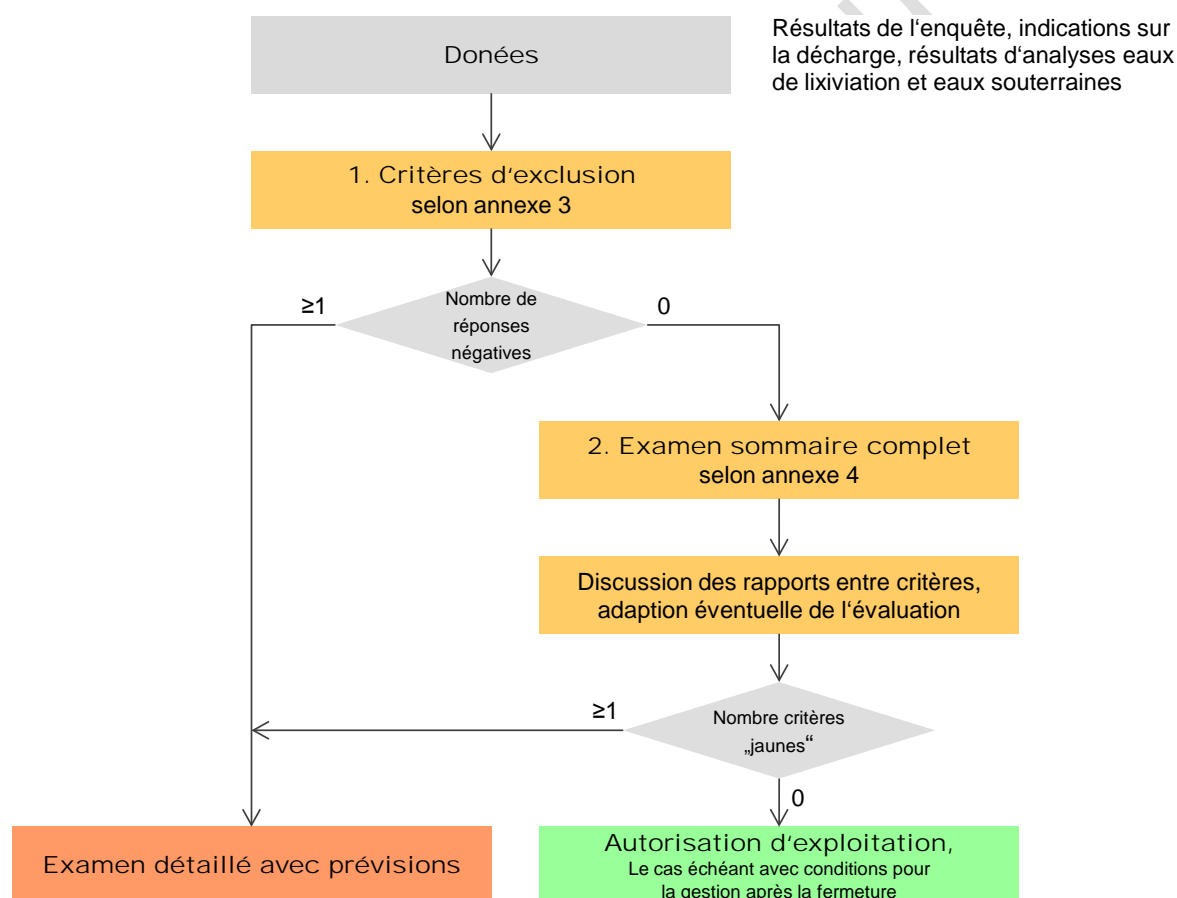 Donées
Résultats de l‘enquête, indications sur
la décharge, résultats d‘analyses eaux
de lixiviation et eaux souterraines
1. Critères d‘exclusion
selon annexe 3
≥1
Nombre de
réponses
négatives
0
2. Examen sommaire complet
selon annexe 4
Discussion des rapports entre critères,
adaption éventuelle de l‘évaluation
≥1
Nombre critères
„jaunes“
0
Examen détaillé avec prévisions
Autorisation d‘exploitation,
Le cas échéant avec conditions pour
la gestion après la fermeture